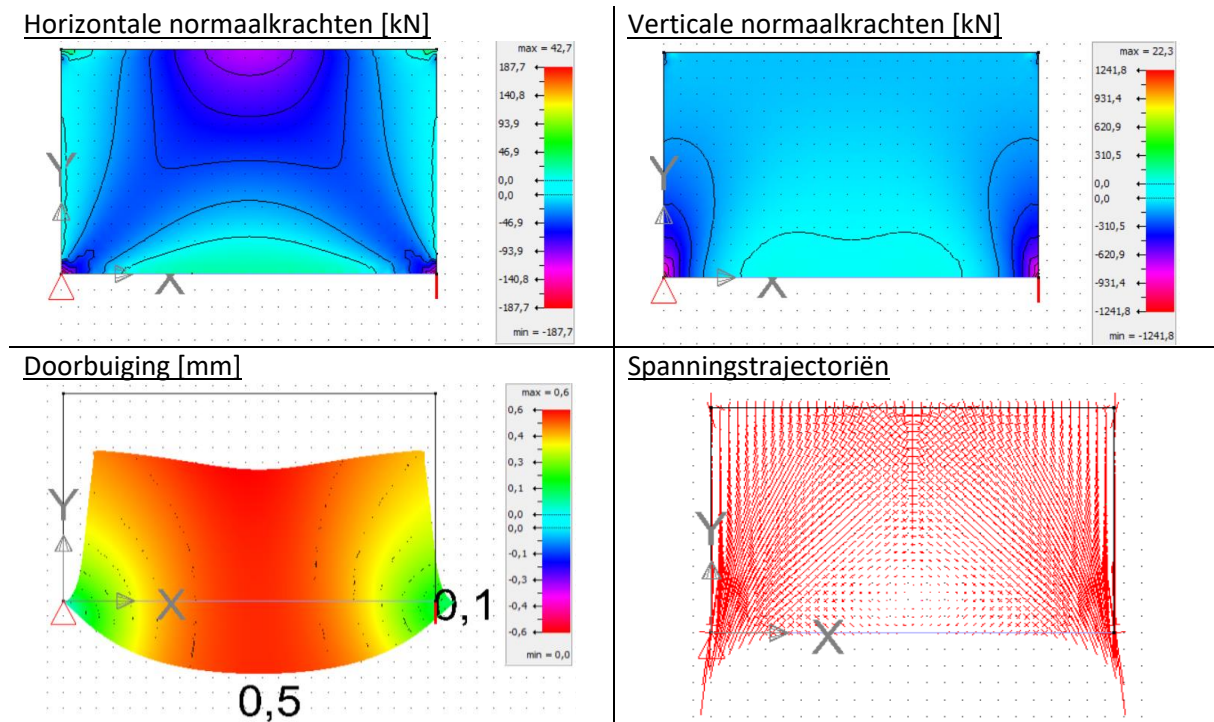 Horizontale normaalkrachten [kN]
max = 42,7
187,7
140,8
93,9
46,9
0,0
0,0
-46,9
-93,9
-140,8
-187,7
min = -187,7
Y
X
Verticale normaalkrachten [kN]
max = 22,3
1241,8
931,4
620,9
310,5
0,0
0,0
-310,5
-620,9
-931,4
-1241,8
min = -1241,8
Y
X
Doorbuiging [mm]
max = 0,6
0,6
0,4
0,3
0,1
0,0
0,0
-0,1
-0,3
-0,4
-0,6
min = 0,0
Y
X
0,1
0,5
Spanningstrajectoriën
Y
X